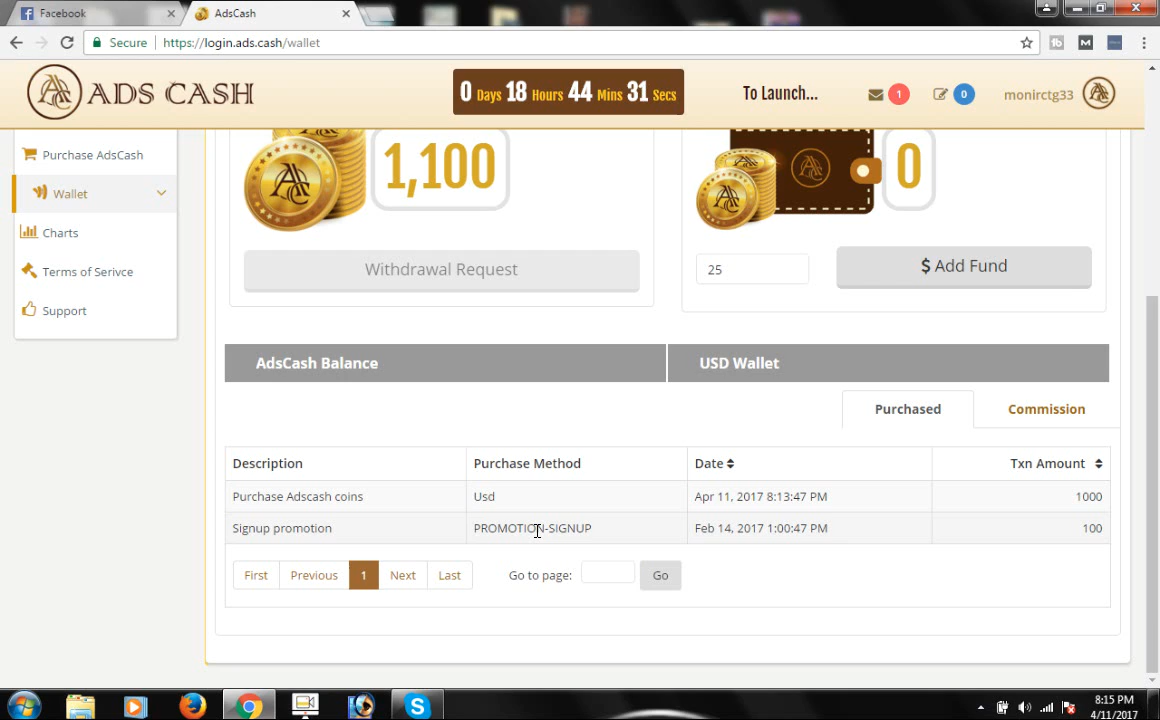 Facebook
AdsCash
Secure https://login.ads.cash/wallet
ADS CASH
0 Days 18 Hours 44 Mins 31 Secs
To Launch...
1
0
monirctg33
Purchase AdsCash
Wallet
Charts
Terms of Serivce
Support
1,100
0
Withdrawal Request
25
$ Add Fund
AdsCash Balance
USD Wallet
Purchased
Commission
Description Purchase Method Date Txn Amount
Purchase Adscash coins Usd Apr 11, 2017 8:13:47 PM 1000
Signup promotion PROMOTION-SIGNUP Feb 14, 2017 1:00:47 PM 100
First Previous 1 Next Last Go to page: Go
8:15 PM
4/11/2017